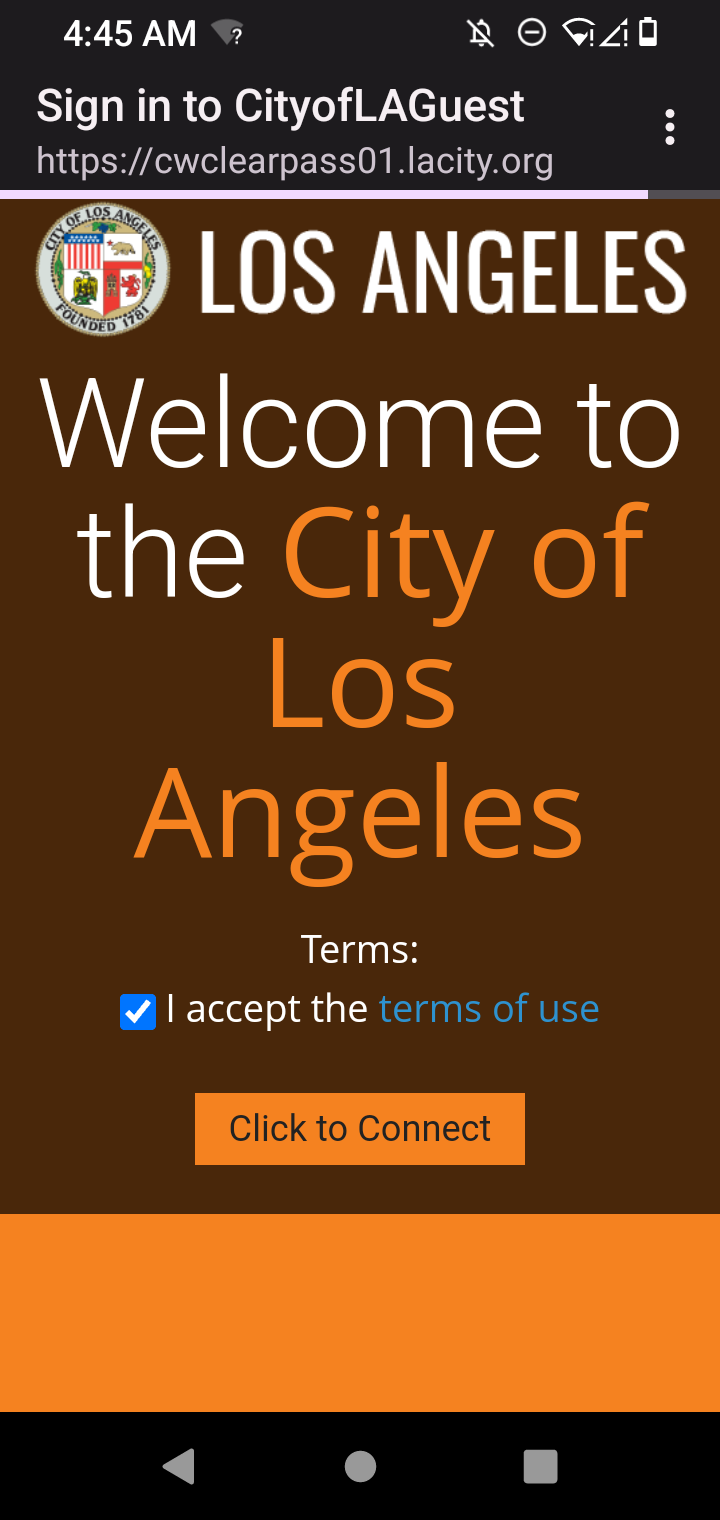 4:45 AM
Sign in to CityofLAGuest
https://cwclearpass01.lacity.org
CITY OF LOS ANGELES
FOUNDED 1781
LOS ANGELES
Welcome to
the City of
Los
Angeles
Terms:
I accept the terms of use
Click to Connect